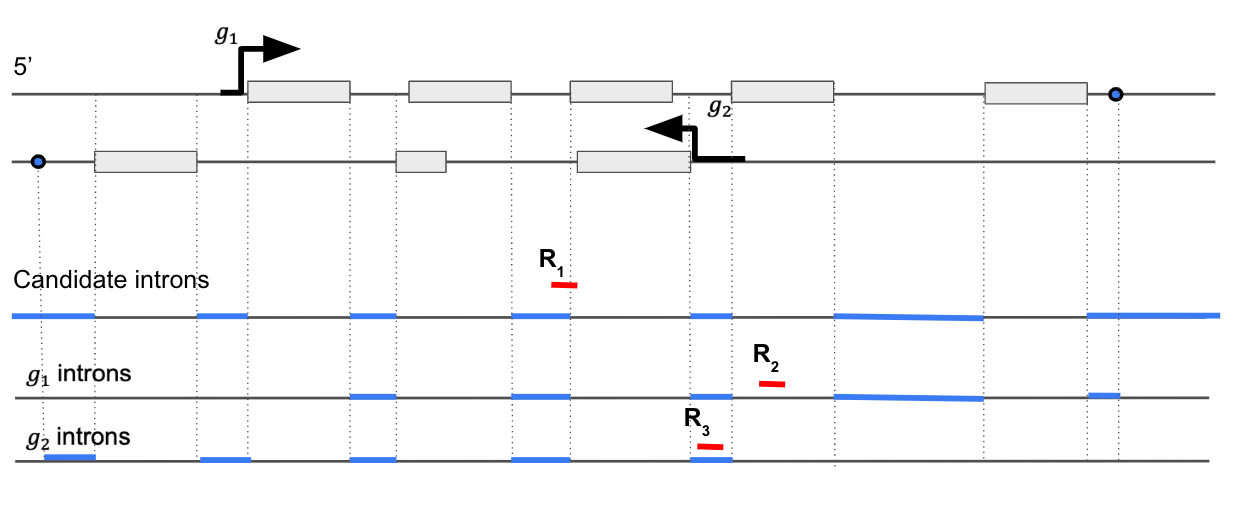 g₁
5’
g₂
R₁
Candidate introns
R₂
g₁ introns
R₃
g₂ introns